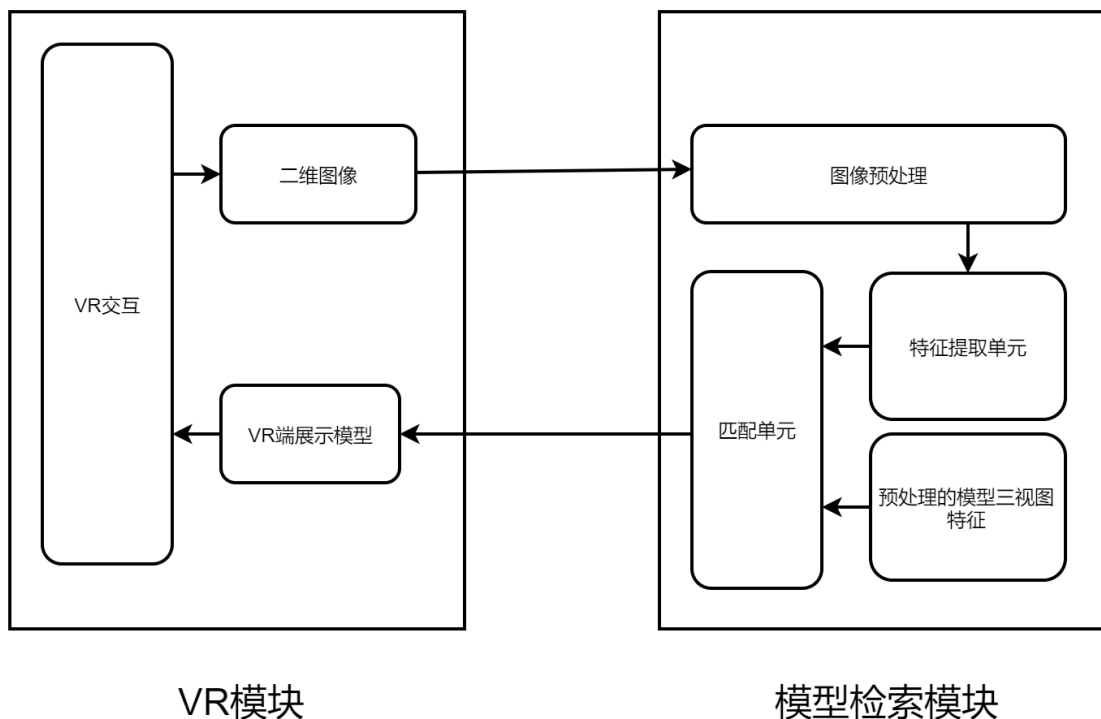 二维图像
图像预处理
VR交互
特征提取单元
VR端展示模型
匹配单元
预处理的模型三视图
特征
VR模块
模型检索模块